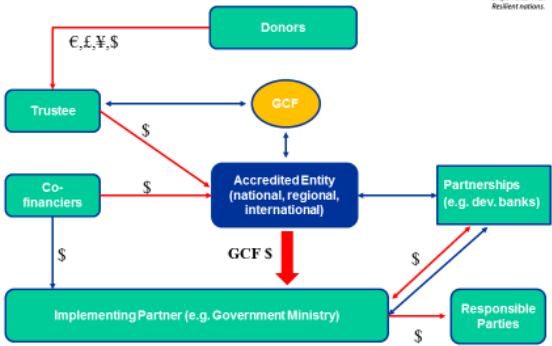 Resilient nations.
Donors
€,£,¥,$
Trustee
GCF
$
Co-
financiers
$
Accredited Entity
(national, regional,
international)
Partnerships
(e.g. dev. banks)
$
GCF $
$
Implementing Partner (e.g. Government Ministry)
Responsible
Parties
$